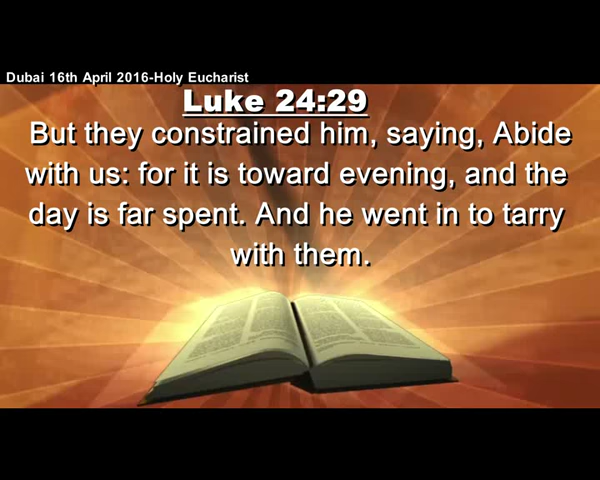 Dubai 16th April 2016-Holy Eucharist
Luke 24:29
But they constrained him, saying, Abide
with us: for it is toward evening, and the
day is far spent. And he went in to tarry
with them.